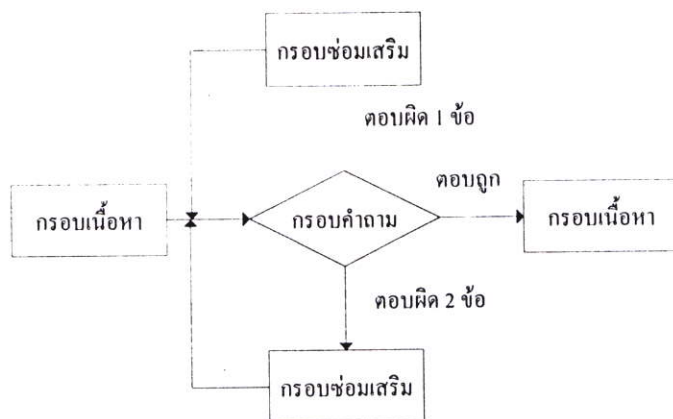 กรอบซ่อมเสริม
ตอบผิด 1 ข้อ
ตอบถูก
กรอบเนื้อหา
กรอบคำถาม
กรอบเนื้อหา
ตอบผิด 2 ข้อ
กรอบซ่อมเสริม